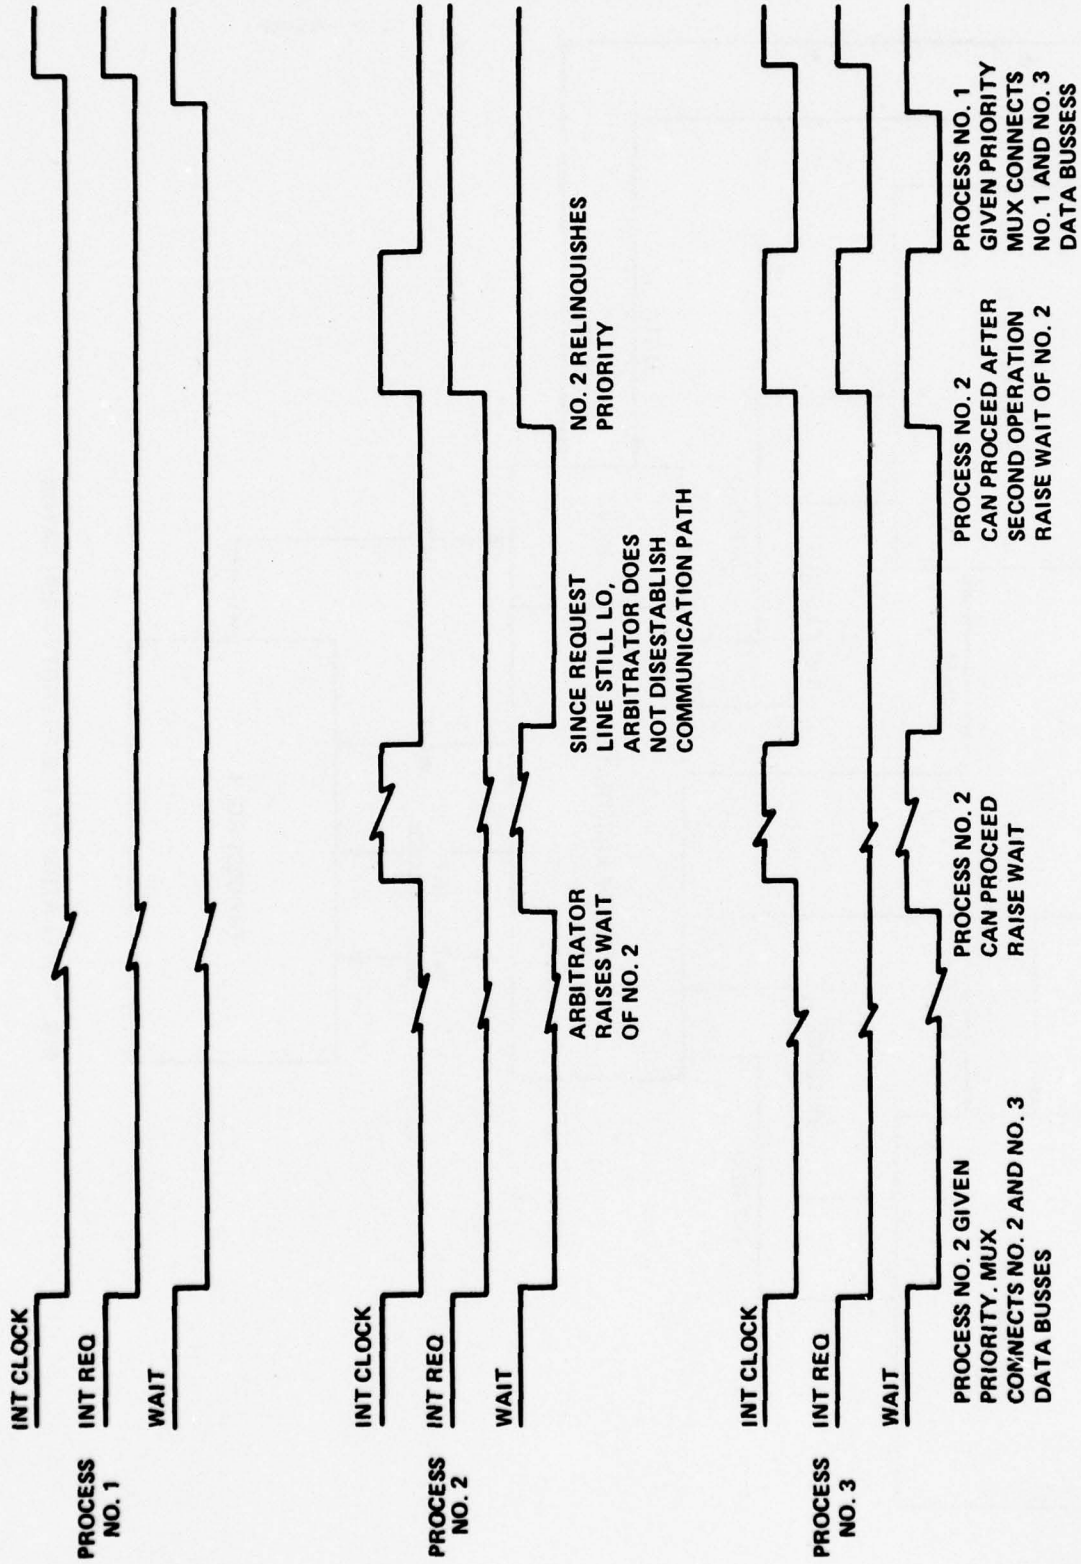 PROCESS
NO. 1
INT CLOCK
INT REQ
WAIT
PROCESS
NO. 2
INT CLOCK
INT REQ
WAIT
ARBITRATOR
RAISES WAIT
OF NO. 2
SINCE REQUEST
LINE STILL LO,
ARBITRATOR DOES
NOT DISESTABLISH
COMMUNICATION PATH
NO. 2 RELINQUISHES
PRIORITY
PROCESS
NO. 3
INT CLOCK
INT REQ
WAIT
PROCESS NO. 2 GIVEN
PRIORITY. MUX
COMNECTS NO. 2 AND NO. 3
DATA BUSSES
PROCESS NO. 2
CAN PROCEED
RAISE WAIT
PROCESS NO. 2
CAN PROCEED AFTER
SECOND OPERATION
RAISE WAIT OF NO. 2
PROCESS NO. 1
GIVEN PRIORITY
MUX CONNECTS
NO. 1 AND NO. 3
DATA BUSSESS